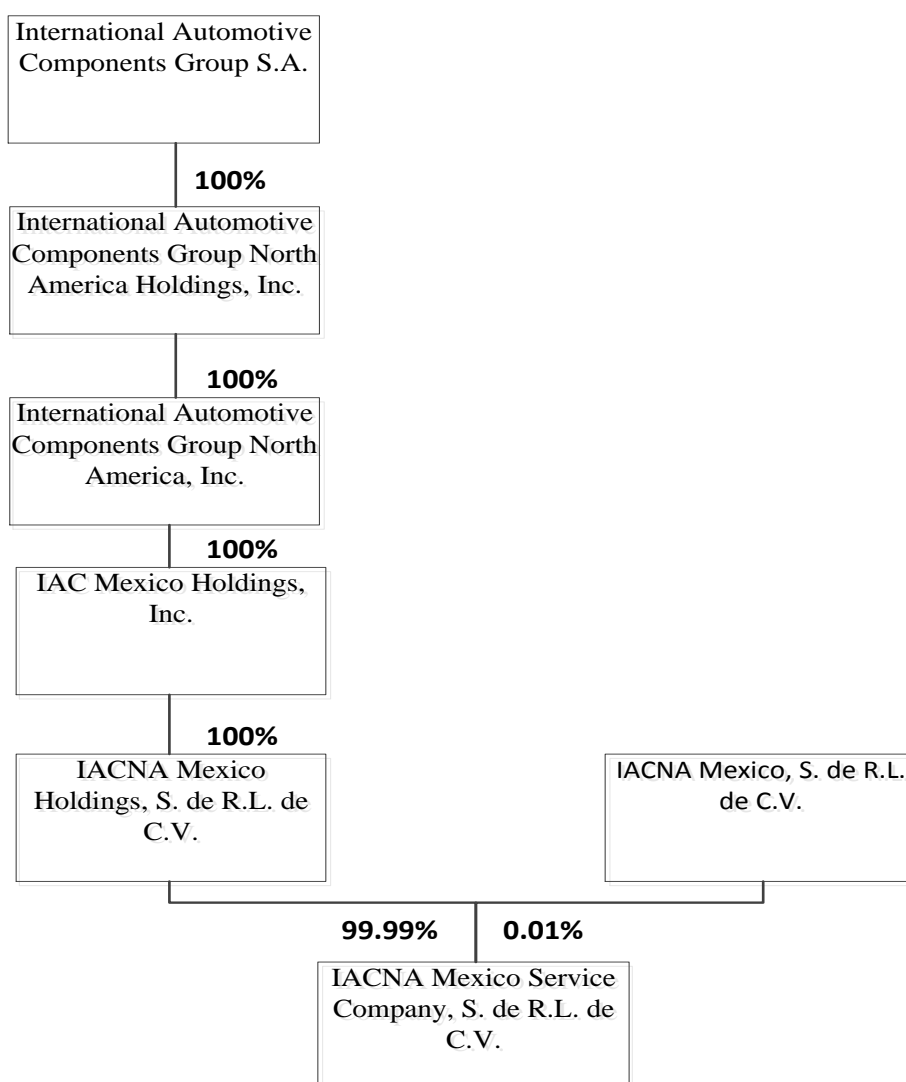 International Automotive
Components Group S.A.
100%
International Automotive
Components Group North
America Holdings, Inc.
100%
International Automotive
Components Group North
America, Inc.
100%
IAC Mexico Holdings,
Inc.
100%
IACNA Mexico
Holdings, S. de R.L. de
C.V.
IACNA Mexico, S. de R.L.
de C.V.
99.99%
0.01%
IACNA Mexico Service
Company, S. de R.L. de
C.V.